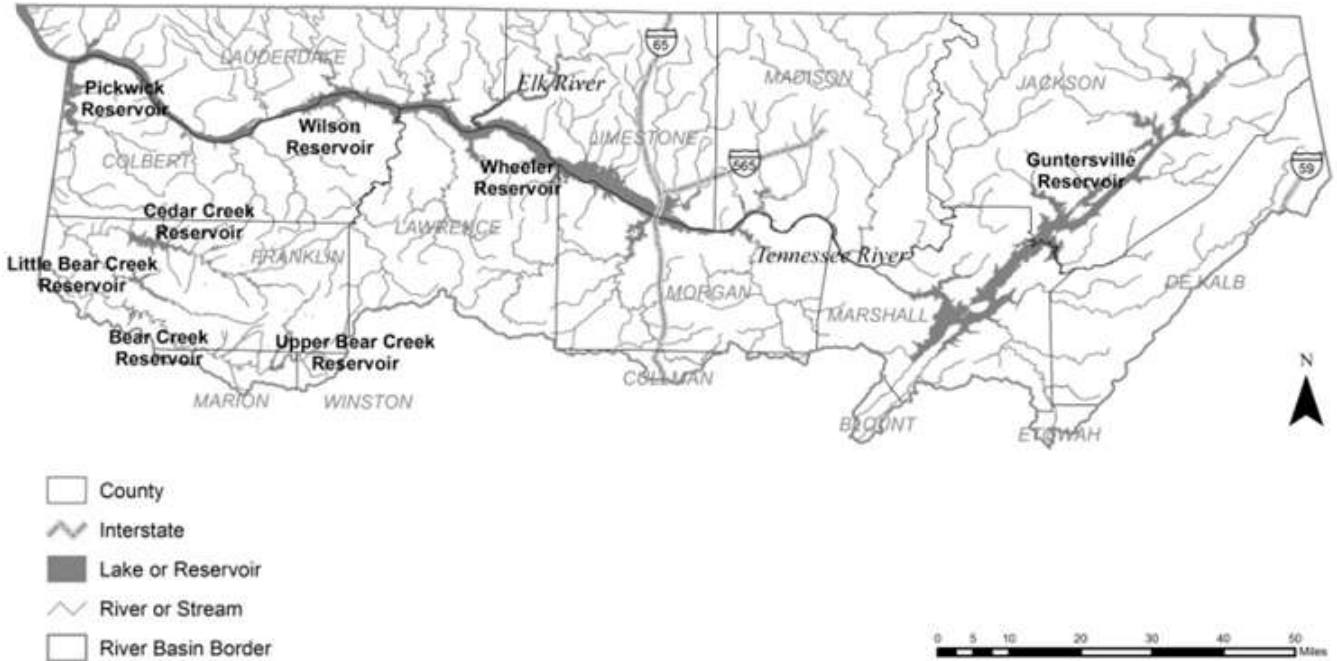 65
LAUDERDALE
MADISON
JACKSON
Elk River
Pickwick
Reservoir
Wilson
Reservoir
LIMESTONE
COLBERT
Wheeler
Reservoir
565
Guntersville
Reservoir
59
Cedar Creek
Reservoir
LAWRENCE
FRANKLIN
Tennessee River
Little Bear Creek
Reservoir
DE KALB
MORGAN
MARSHALL
Bear Creek
Reservoir
Upper Bear Creek
Reservoir
N
CULLMAN
MARION
WINSTON
BLOUNT
ETOWAH
County
Interstate
Lake or Reservoir
River or Stream
River Basin Border
0 5 10 20 30 40 50
Miles